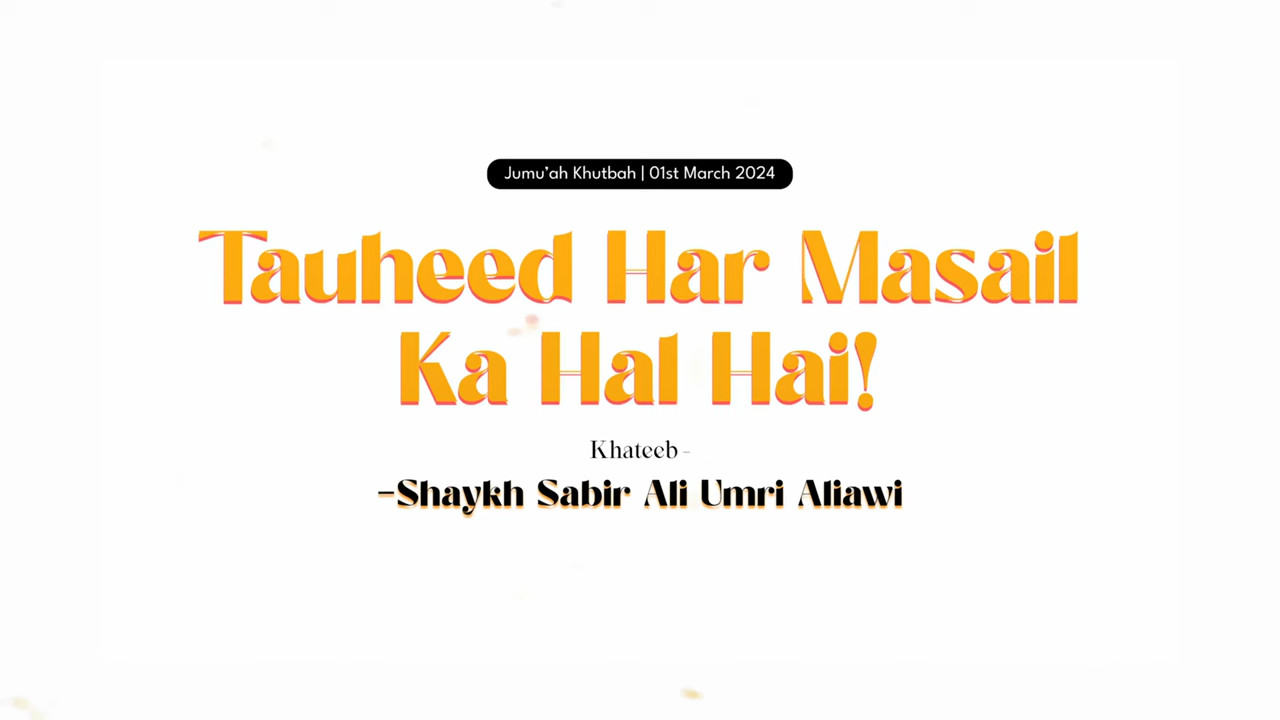 Jumu'ah Khutbah | 01st March 2024
Tauheed Har Masail
Ka Hal Hai!
Khateeb -
-Shaykh Sabir Ali Umri Aliawi